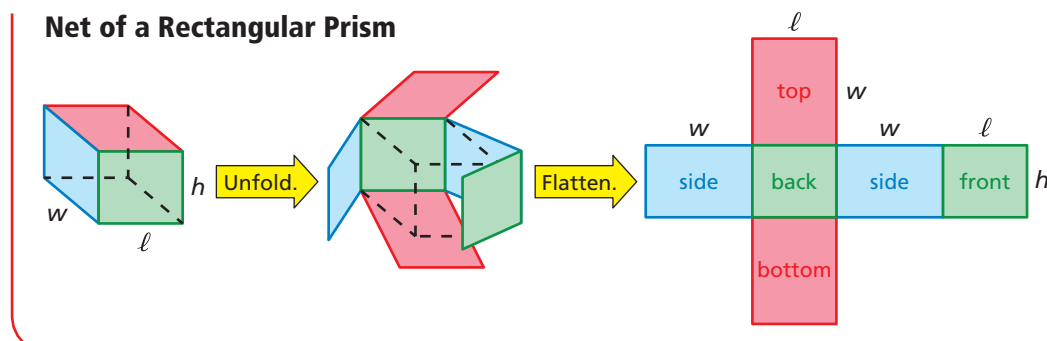 Net of a Rectangular Prism
h
w
ℓ
Unfold.
Flatten.
ℓ
top
w
w
w
ℓ
side
back
side
front
h
bottom